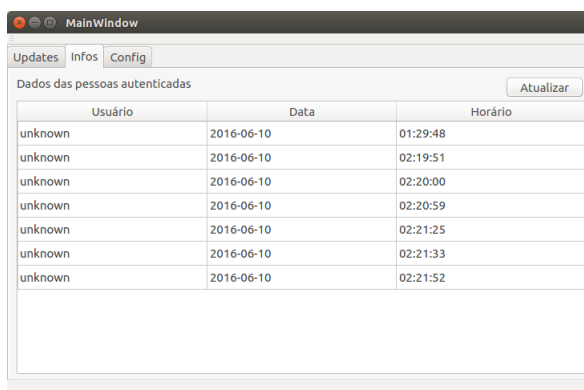 MainWindow
Updates Infos Config
Dados das pessoas autenticadas Atualizar
Usuário Data Horário
unknown 2016-06-10 01:29:48
unknown 2016-06-10 02:19:51
unknown 2016-06-10 02:20:00
unknown 2016-06-10 02:20:59
unknown 2016-06-10 02:21:25
unknown 2016-06-10 02:21:33
unknown 2016-06-10 02:21:52